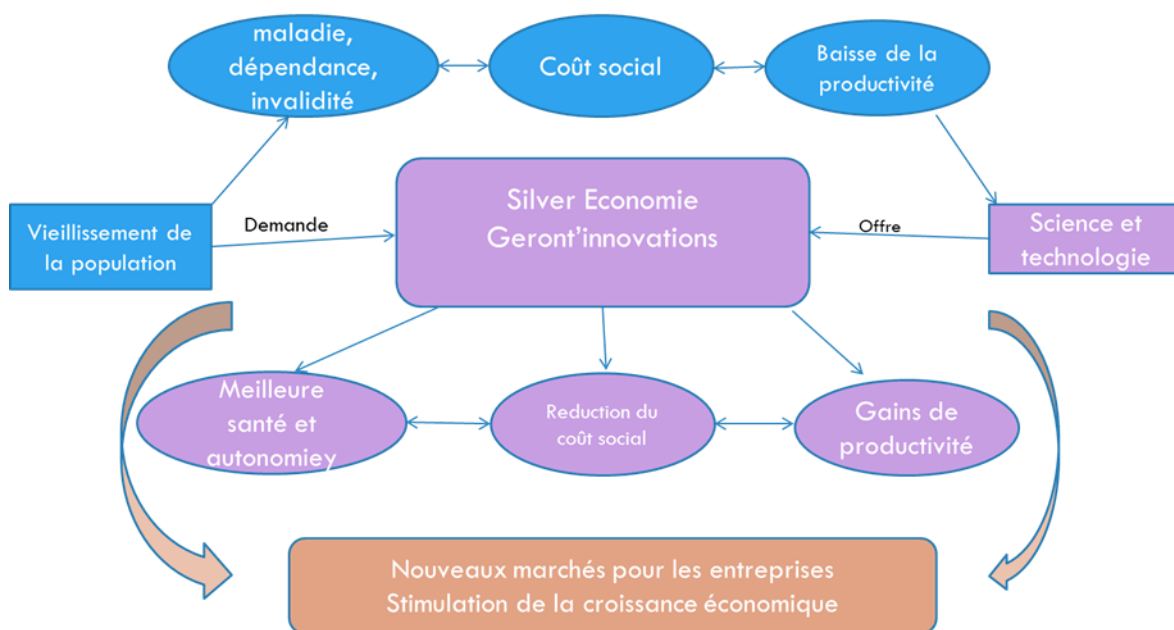 maladie,
dépendance,
invalidité
Coût social
Baisse de la
productivité
Vieillissement de
la population
Demande
Silver Economie
Geront'innovations
Offre
Science et
technologie
Meilleure
santé et
autonomiey
Reduction du
coût social
Gains de
productivité
Nouveaux marchés pour les entreprises
Stimulation de la croissance économique